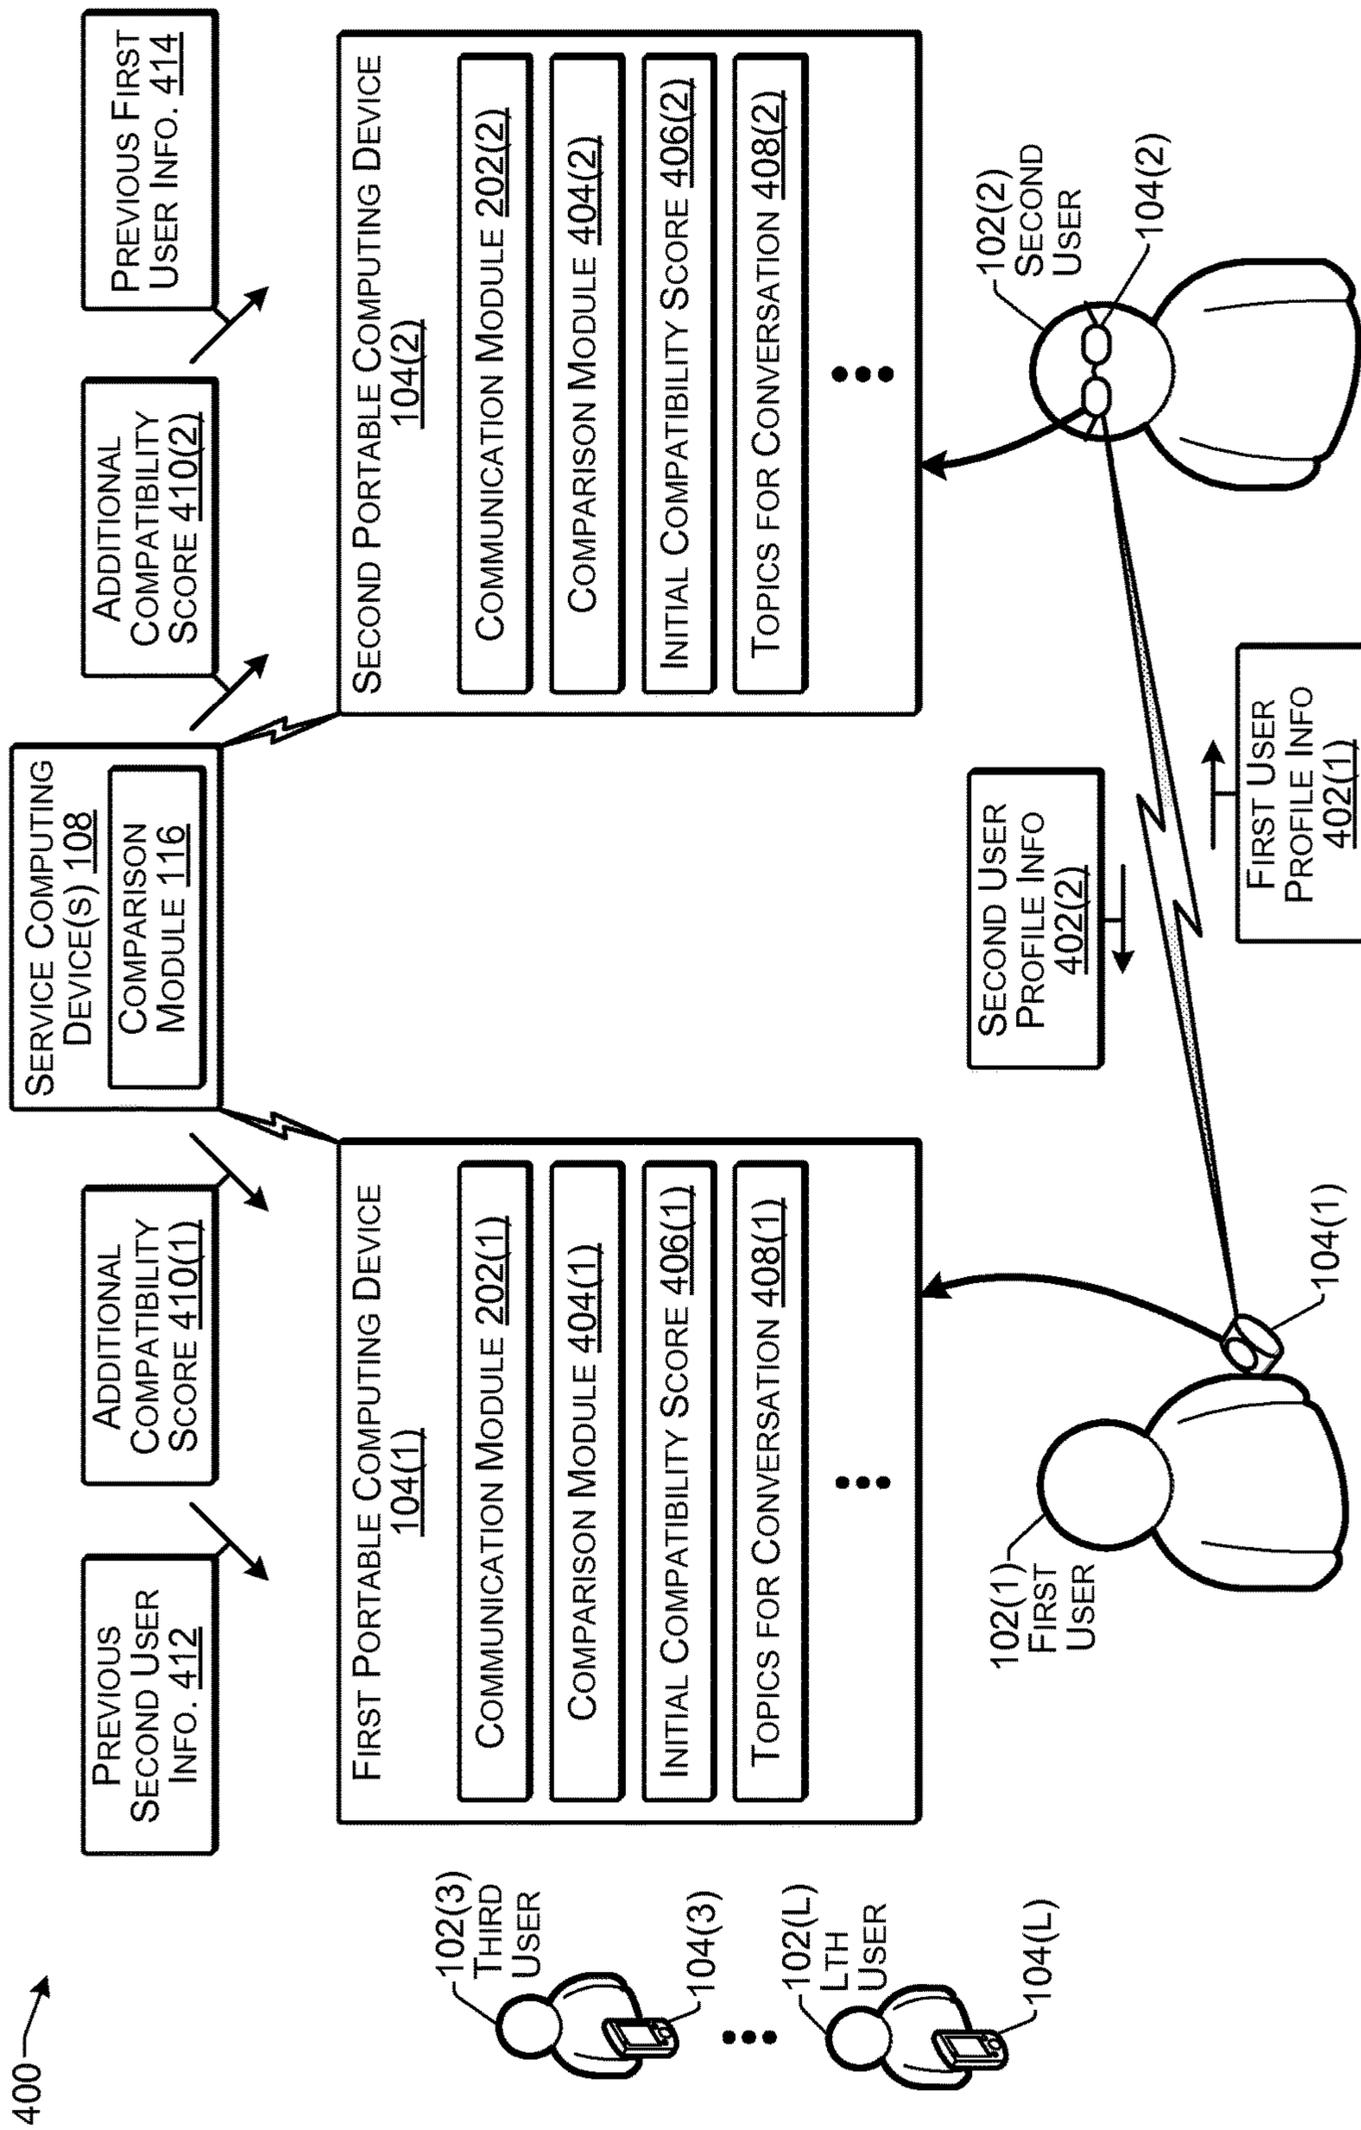 400
SERVICE COMPUTING
DEVICE(S) 108
COMPARISON
MODULE 116
PREVIOUS
SECOND USER
INFO. 412
ADDITIONAL
COMPATIBILITY
SCORE 410(1)
ADDITIONAL
COMPATIBILITY
SCORE 410(2)
PREVIOUS FIRST
USER INFO. 414
102(3)
THIRD
USER
104(3)
102(L)
LTH
USER
104(L)
FIRST PORTABLE COMPUTING DEVICE
104(1)
COMMUNICATION MODULE 202(1)
COMPARISON MODULE 404(1)
INITIAL COMPATIBILITY SCORE 406(1)
TOPICS FOR CONVERSATION 408(1)
SECOND PORTABLE COMPUTING DEVICE
104(2)
COMMUNICATION MODULE 202(2)
COMPARISON MODULE 404(2)
INITIAL COMPATIBILITY SCORE 406(2)
TOPICS FOR CONVERSATION 408(2)
102(1)
FIRST
USER
104(1)
SECOND USER
PROFILE INFO
402(2)
FIRST USER
PROFILE INFO
402(1)
102(2)
SECOND
USER
104(2)